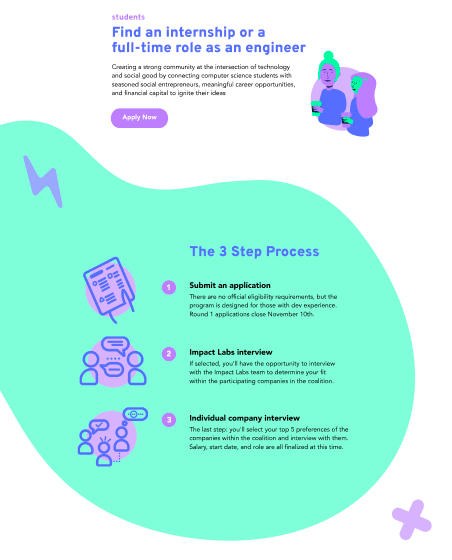 students
Find an internship or a
full-time role as an engineer
Creating a strong community at the intersection of technology
and social good by connecting computer science students with
seasoned social entrepreneurs, meaningful career opportunities,
and financial capital to ignite their ideas
Apply Now
The 3 Step Process
1
Submit an application
There are no official eligibility requirements, but the
program is designed for those with dev experience.
Round 1 applications close November 10th.
2
Impact Labs interview
If selected, you'll have the opportunity to interview
with the Impact Labs team to determine your fit
within the participating companies in the coalition.
3
Individual company interview
The last step: you'll select your top 5 preferences of the
companies within the coalition and interview with them.
Salary, start date, and role are all finalized at this time.